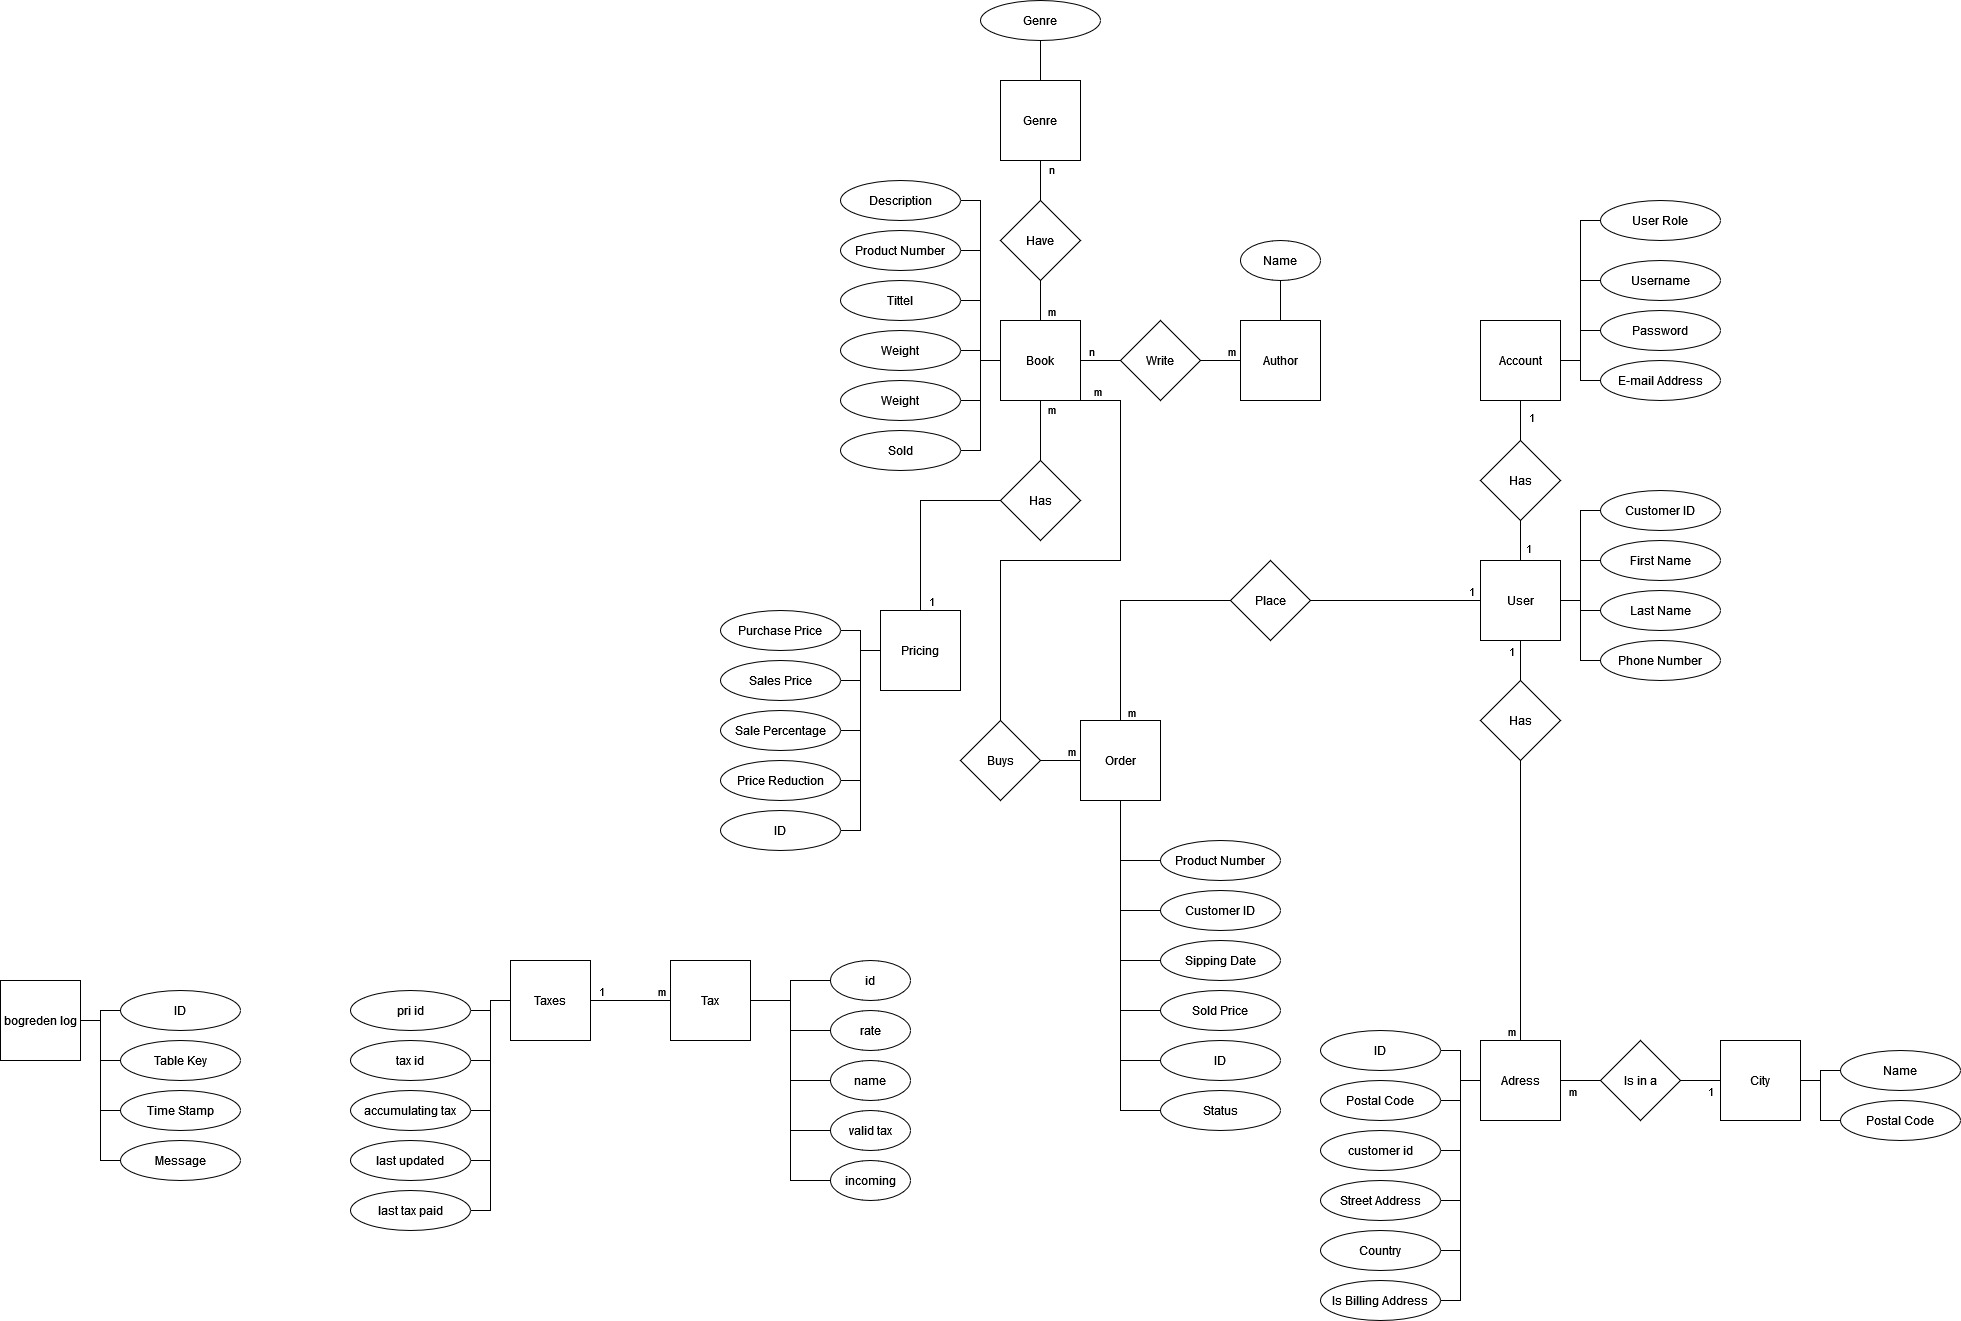 Genre
Genre
n
Have
m
Description
Product Number
Tittel
Weight
Weight
Sold
Book
n
Write
m
Author
Name
m
m
Has
1
Pricing
Purchase Price
Sales Price
Sale Percentage
Price Reduction
ID
Buys
m
Order
m
Place
1
Product Number
Customer ID
Sipping Date
Sold Price
ID
Status
Account
User Role
Username
Password
E-mail Address
1
Has
1
User
Customer ID
First Name
Last Name
Phone Number
1
Has
m
Adress
ID
Postal Code
customer id
Street Address
Country
Is Billing Address
m
Is in a
1
City
Name
Postal Code
bogreden log
ID
Table Key
Time Stamp
Message
Taxes
pri id
tax id
accumulating tax
last updated
last tax paid
1
m
Tax
id
rate
name
valid tax
incoming